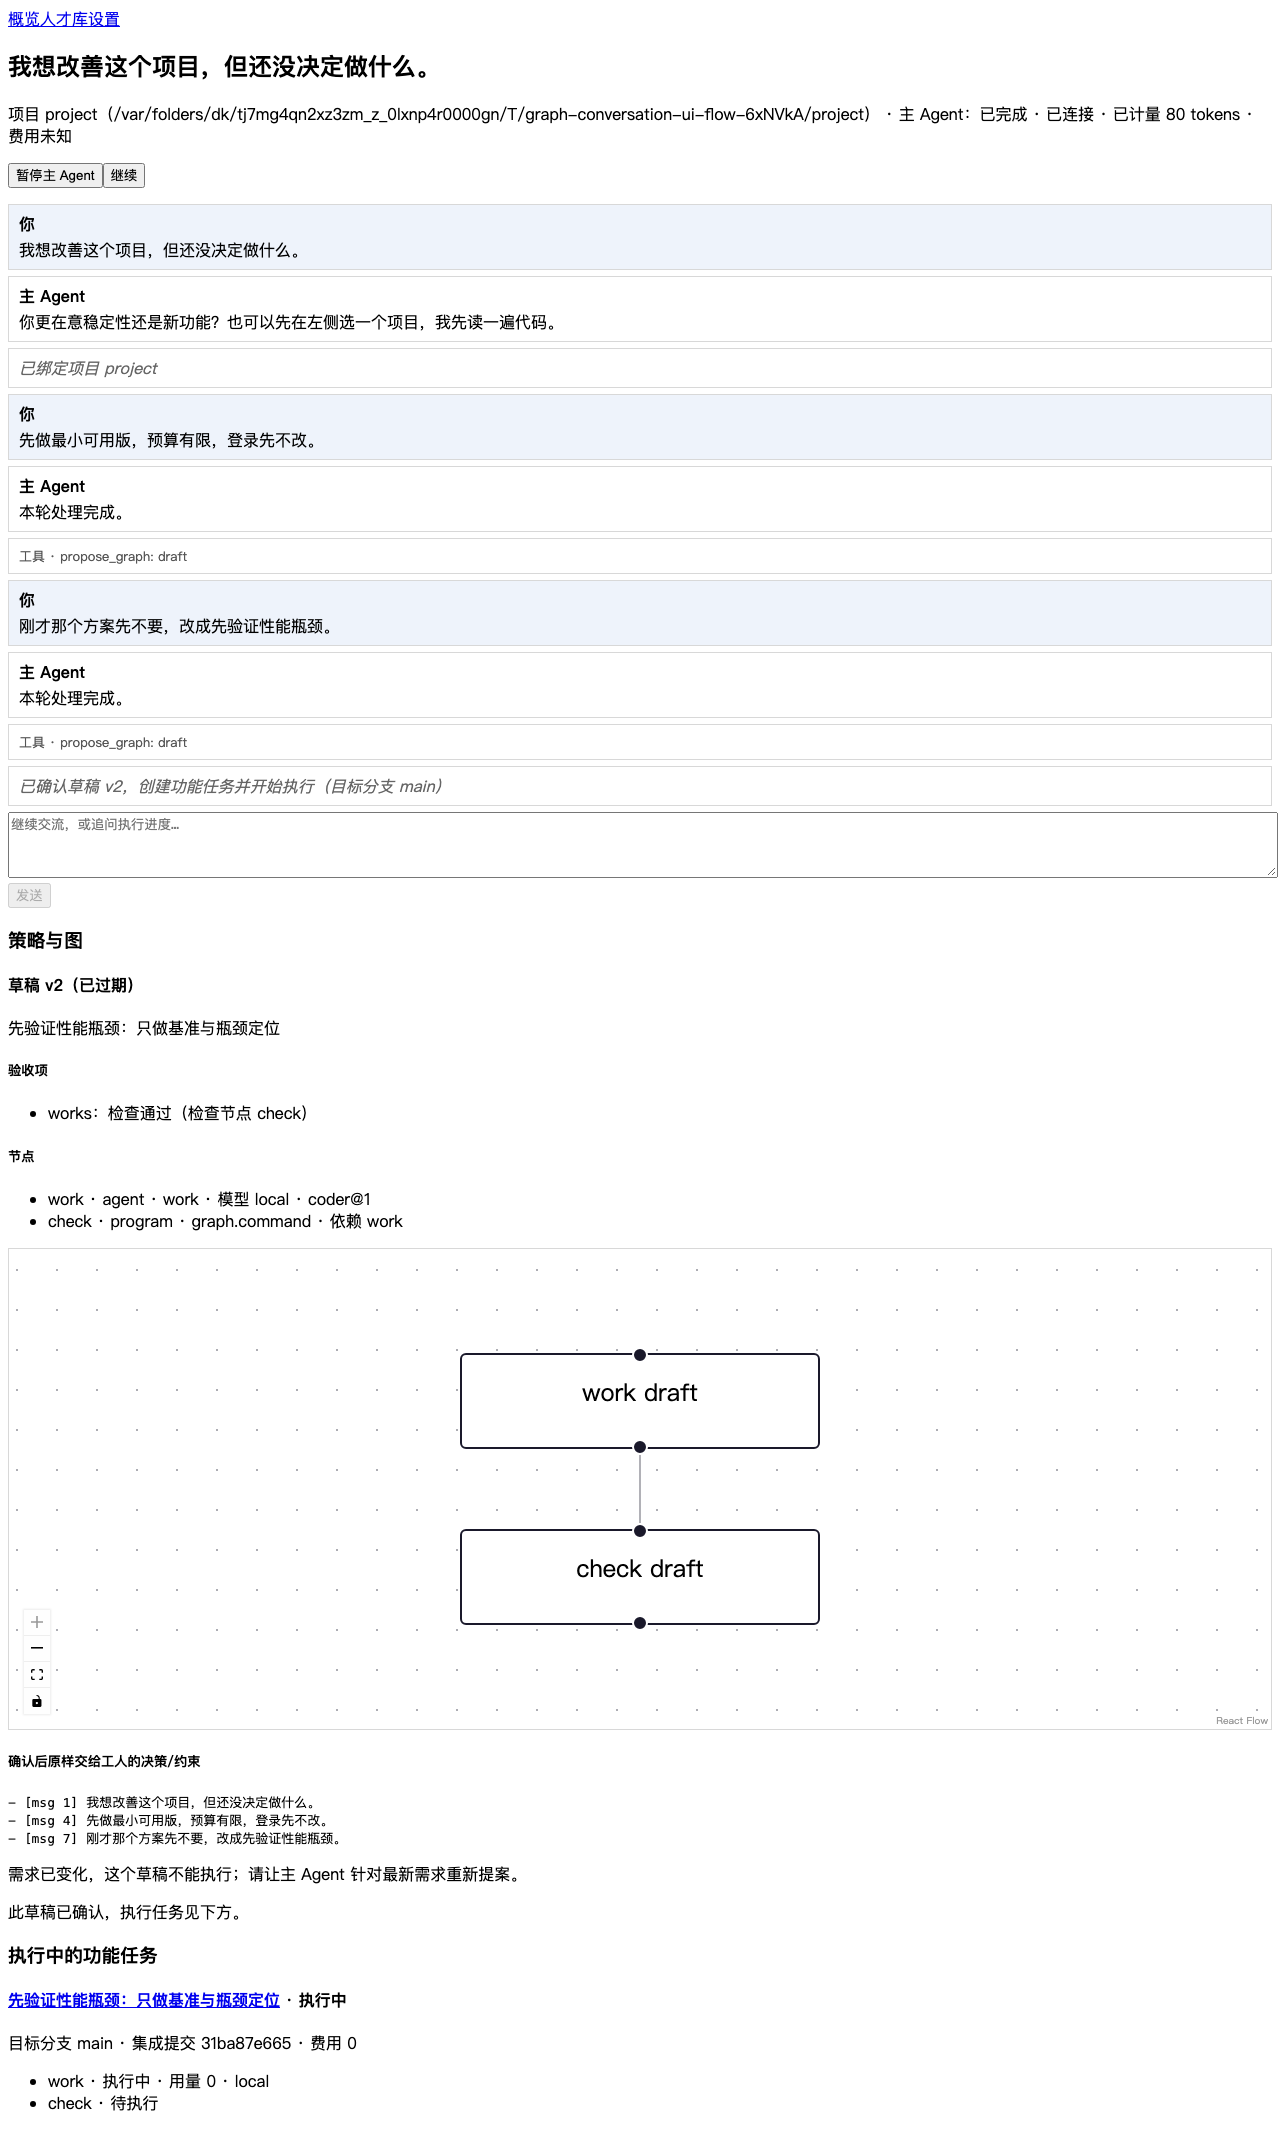 概览人才库设置
我想改善这个项目，但还没决定做什么。
项目 project（/var/folders/dk/tj7mg4qn2xz3zm_z_0lxnp4r0000gn/T/graph-conversation-ui-flow-6xNVkA/project） · 主 Agent：已完成 · 已连接 · 已计量 80 tokens ·
费用未知
暂停主 Agent 继续
你
我想改善这个项目，但还没决定做什么。
主 Agent
你更在意稳定性还是新功能？也可以先在左侧选一个项目，我先读一遍代码。
已绑定项目 project
你
先做最小可用版，预算有限，登录先不改。
主 Agent
本轮处理完成。
工具 · propose_graph: draft
你
刚才那个方案先不要，改成先验证性能瓶颈。
主 Agent
本轮处理完成。
工具 · propose_graph: draft
已确认草稿 v2，创建功能任务并开始执行（目标分支 main）
继续交流，或追问执行进度…
发送
策略与图
草稿 v2（已过期）
先验证性能瓶颈：只做基准与瓶颈定位
验收项
• works：检查通过（检查节点 check）
节点
• work · agent · work · 模型 local · coder@1
• check · program · graph.command · 依赖 work
work draft
check draft
React Flow
确认后原样交给工人的决策/约束
– [msg 1] 我想改善这个项目，但还没决定做什么。
– [msg 4] 先做最小可用版，预算有限，登录先不改。
– [msg 7] 刚才那个方案先不要，改成先验证性能瓶颈。
需求已变化，这个草稿不能执行；请让主 Agent 针对最新需求重新提案。
此草稿已确认，执行任务见下方。
执行中的功能任务
先验证性能瓶颈：只做基准与瓶颈定位 · 执行中
目标分支 main · 集成提交 31ba87e665 · 费用 0
• work · 执行中 · 用量 0 · local
• check · 待执行